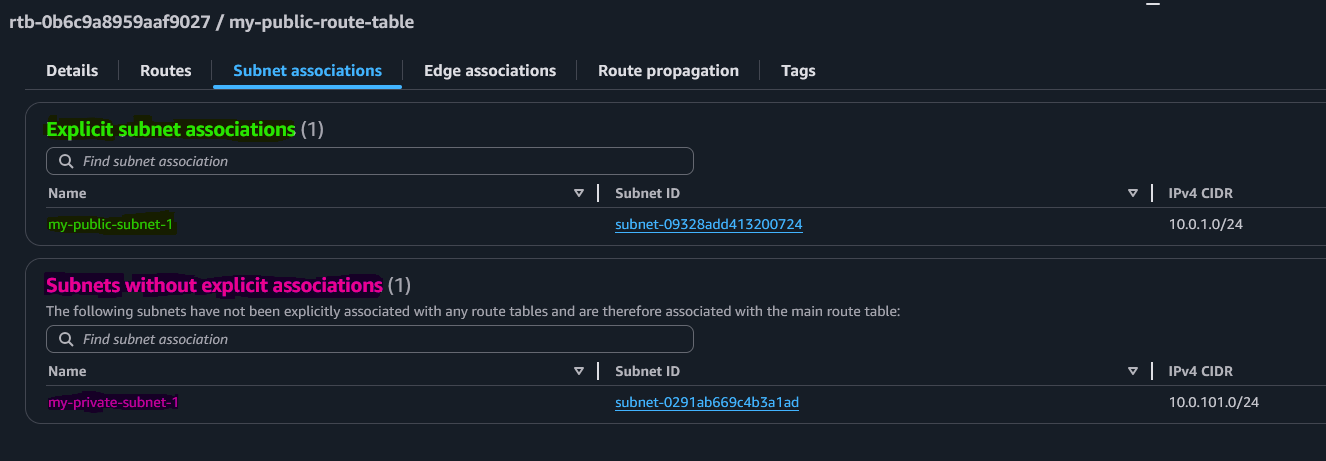 rtb-0b6c9a8959aaf9027 / my-public-route-table
Details Routes Subnet associations Edge associations Route propagation Tags
Explicit subnet associations (1)
Find subnet association
Name Subnet ID IPv4 CIDR
my-public-subnet-1 subnet-09328add413200724 10.0.1.0/24
Subnets without explicit associations (1)
The following subnets have not been explicitly associated with any route tables and are therefore associated with the main route table:
Find subnet association
Name Subnet ID IPv4 CIDR
my-private-subnet-1 subnet-0291ab669c4b3a1ad 10.0.101.0/24